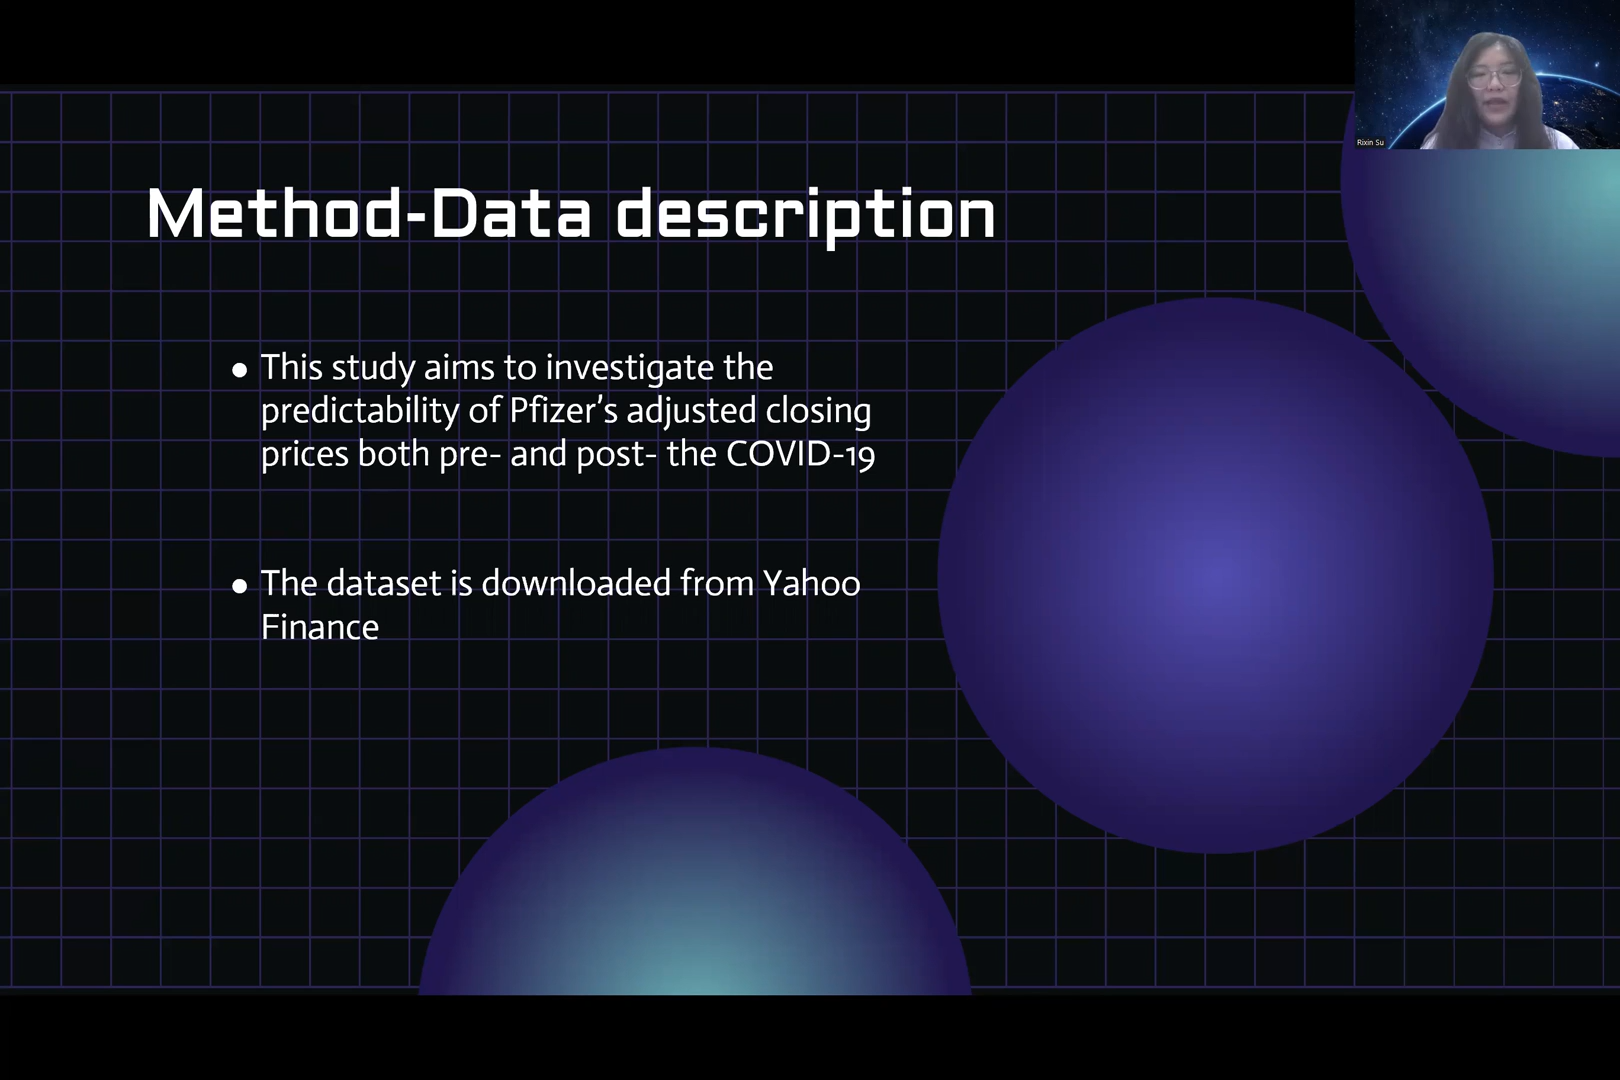 Rixin Su
Method-Data description
● This study aims to investigate the
predictability of Pfizer’s adjusted closing
prices both pre- and post- the COVID-19
● The dataset is downloaded from Yahoo
Finance